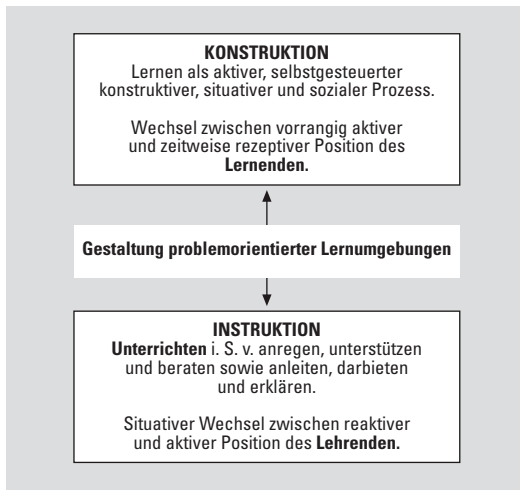 KONSTRUKTION
Lernen als aktiver, selbstgesteuerter
konstruktiver, situativer und sozialer Prozess.
Wechsel zwischen vorrangig aktiver
und zeitweise rezeptiver Position des
Lernenden.
Gestaltung problemorientierter Lernumgebungen
INSTRUKTION
Unterrichten i. S. v. anregen, unterstützen
und beraten sowie anleiten, darbieten
und erklären.
Situativer Wechsel zwischen reaktiver
und aktiver Position des Lehrenden.